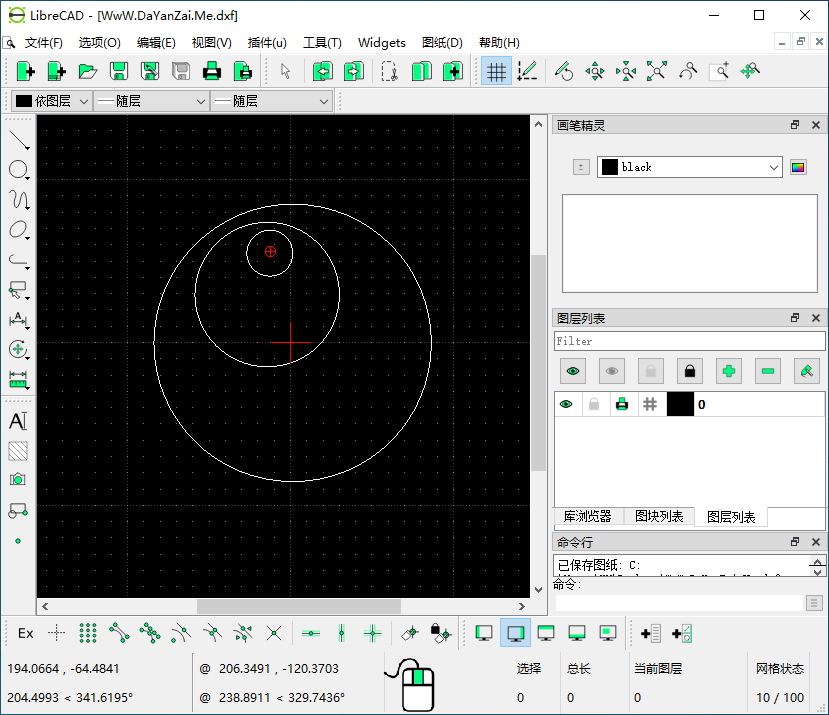 LibreCAD - [WwW.DaYanZai.Me.dxf]
文件(F) 选项(O) 编辑(E) 视图(V) 插件(u) 工具(T) Widgets 图纸(D) 帮助(H)
依图层 随层 随层
画笔精灵
black
图层列表
Filter
0
库浏览器 图块列表 图层列表
命令行
已保存图纸: C:
命令:
Ex
194.0664 , -64.4841 @ 206.3491 , -120.3703 选择 总长 当前图层 网格状态
204.4993 < 341.6195° @ 238.8911 < 329.7436° 0 0 0 10 / 100